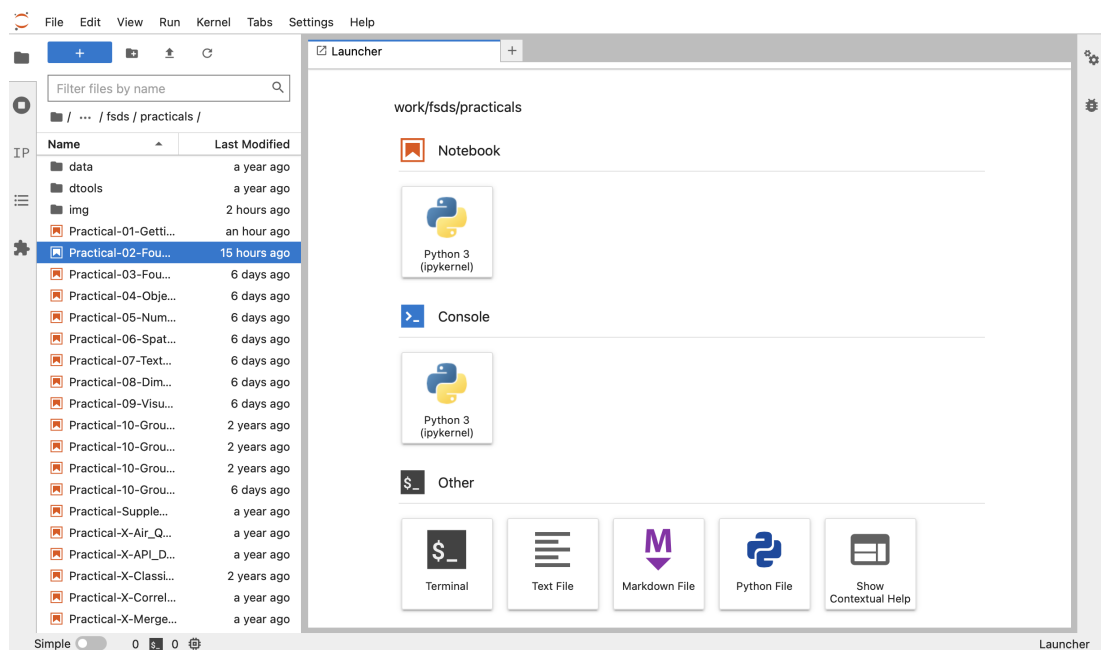 File Edit View Run Kernel Tabs Settings Help
+
Launcher
+
Filter files by name
/ ··· / fsds / practicals /
Name Last Modified
data a year ago
dtools a year ago
img 2 hours ago
Practical-01-Getti... an hour ago
Practical-02-Fou... 15 hours ago
Practical-03-Fou... 6 days ago
Practical-04-Obje... 6 days ago
Practical-05-Num... 6 days ago
Practical-06-Spat... 6 days ago
Practical-07-Text... 6 days ago
Practical-08-Dim... 6 days ago
Practical-09-Visu... 6 days ago
Practical-10-Grou... 2 years ago
Practical-10-Grou... 2 years ago
Practical-10-Grou... 2 years ago
Practical-10-Grou... 6 days ago
Practical-Supple... a year ago
Practical-X-Air_Q... a year ago
Practical-X-API_D... a year ago
Practical-X-Classi... 2 years ago
Practical-X-Correl... a year ago
Practical-X-Merge... a year ago
IP
work/fsds/practicals
Notebook
Python 3
(ipykernel)
>_ Console
Python 3
(ipykernel)
$_ Other
$_
Terminal
Text File
M
Markdown File
Python File
Show
Contextual Help
Simple 0 $_ 0 Launcher